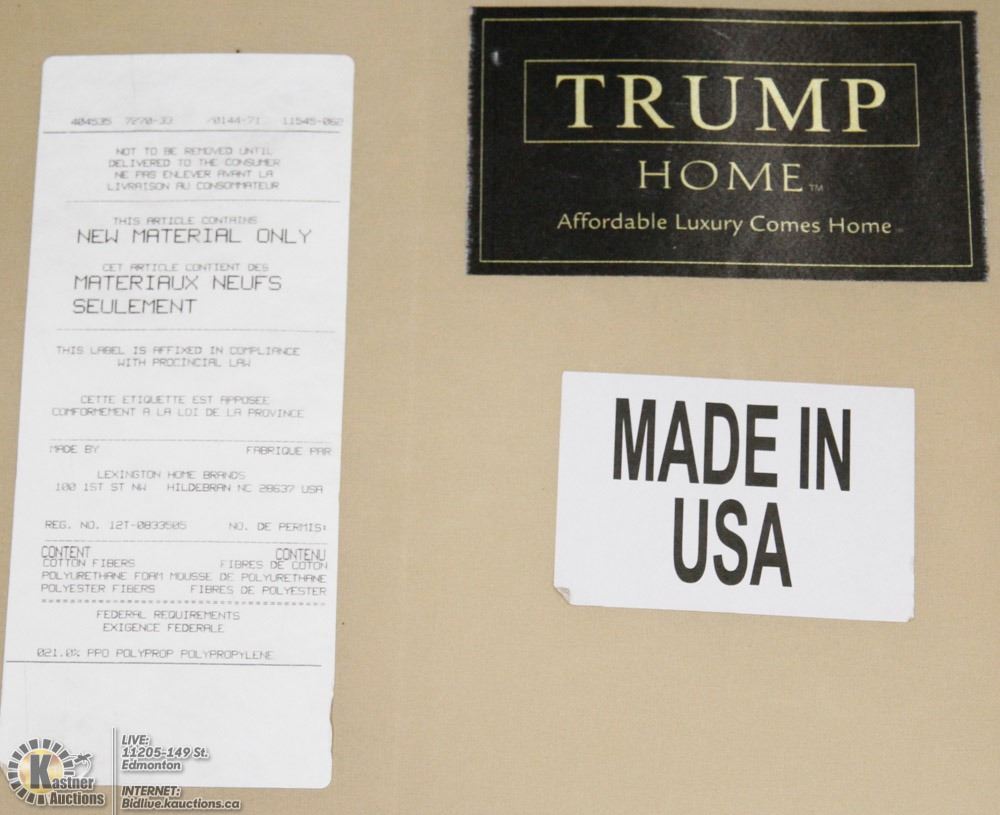 404535 7270-33 /0144-71 11545-062
NOT TO BE REMOVED UNTIL
DELIVERED TO THE CONSUMER
NE PAS ENLEVER AVANT LA
LIVRAISON AU CONSOMMATEUR
THIS ARTICLE CONTAINS
NEW MATERIAL ONLY
CET ARTICLE CONTIENT DES
MATERIAUX NEUFS
SEULEMENT
THIS LABEL IS AFFIXED IN COMPLIANCE
WITH PROCINCIAL LAW
CETTE ETIQUETTE EST APPOSEE
COMFORMEMENT A LA LOI DE LA PROVINCE
MADE BY FABRIQUE PAR
LEXINGTON HOME BRANDS
100 1ST ST NW HILDEBRAN NC 28637 USA
REG. NO. 12T-0833505 NO. DE PERMIS:
CONTENT CONTENU
COTTON FIBERS FIBRES DE COTON
POLYURETHANE FOAM MOUSSE DE POLYURETHANE
POLYESTER FIBERS FIBRES DE POLYESTER
FEDERAL REQUIREMENTS
EXIGENCE FEDERALE
021.0% PPO POLYPROP POLYPROPYLENE
TRUMP
HOME™
Affordable Luxury Comes Home
MADE IN
USA
Kastner
Auctions
LIVE:
11205-149 St.
Edmonton
INTERNET:
Bidlive.kauctions.ca